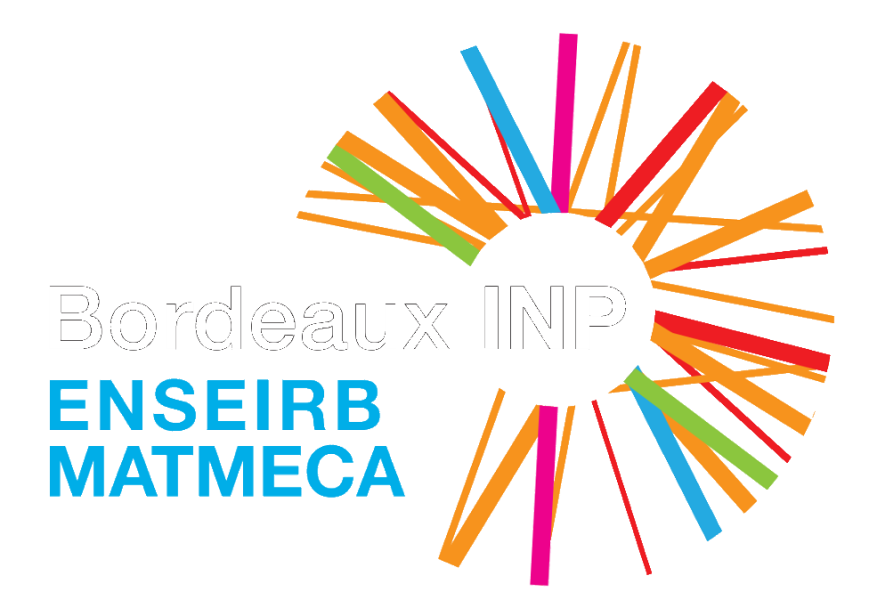 Bordeaux INP
ENSEIRB
MATMECA